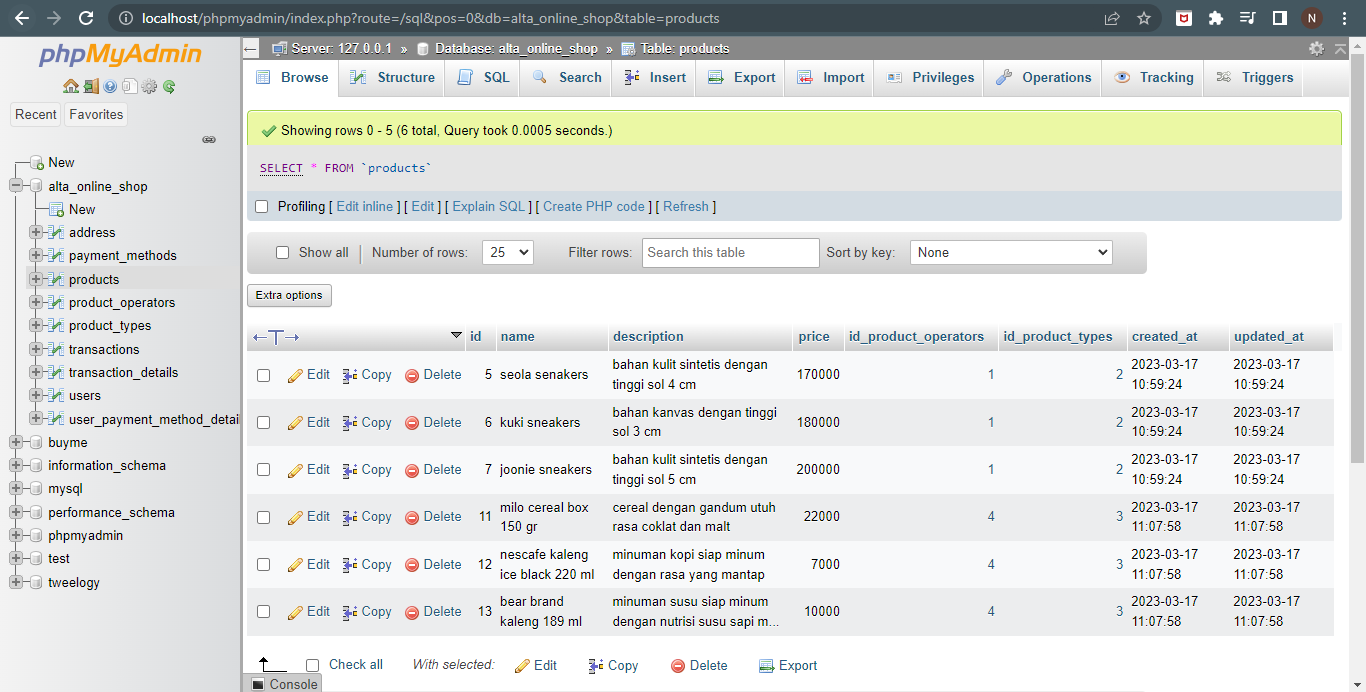 localhost/phpmyadmin/index.php?route=/sql&pos=0&db=alta_online_shop&table=products
N
phpMyAdmin
Recent Favorites
New
alta_online_shop
New
address
payment_methods
products
product_operators
product_types
transactions
transaction_details
users
user_payment_method_detai
buyme
information_schema
mysql
performance_schema
phpmyadmin
test
tweelogy
Server: 127.0.0.1 » Database: alta_online_shop » Table: products
Browse Structure SQL Search Insert Export Import Privileges Operations Tracking Triggers
Showing rows 0 - 5 (6 total, Query took 0.0005 seconds.)
SELECT * FROM `products`
Profiling [ Edit inline ] [ Edit ] [ Explain SQL ] [ Create PHP code ] [ Refresh ]
Show all | Number of rows: 25 Filter rows: Search this table Sort by key: None
Extra options
←T→ id name description price id_product_operators id_product_types created_at updated_at
Edit Copy Delete 5 seola senakers bahan kulit sintetis dengan tinggi sol 4 cm 170000 1 2 2023-03-17 10:59:24 2023-03-17 10:59:24
Edit Copy Delete 6 kuki sneakers bahan kanvas dengan tinggi sol 3 cm 180000 1 2 2023-03-17 10:59:24 2023-03-17 10:59:24
Edit Copy Delete 7 joonie sneakers bahan kulit sintetis dengan tinggi sol 5 cm 200000 1 2 2023-03-17 10:59:24 2023-03-17 10:59:24
Edit Copy Delete 11 milo cereal box 150 gr cereal dengan gandum utuh rasa coklat dan malt 22000 4 3 2023-03-17 11:07:58 2023-03-17 11:07:58
Edit Copy Delete 12 nescafe kaleng ice black 220 ml minuman kopi siap minum dengan rasa yang mantap 7000 4 3 2023-03-17 11:07:58 2023-03-17 11:07:58
Edit Copy Delete 13 bear brand kaleng 189 ml minuman susu siap minum dengan nutrisi susu sapi m... 10000 4 3 2023-03-17 11:07:58 2023-03-17 11:07:58
Check all With selected: Edit Copy Delete Export
Console